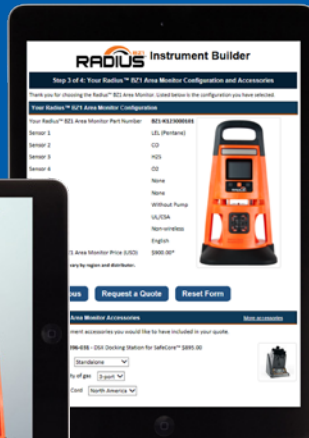 RADIUS BZ1 Instrument Builder
Step 3 of 4: Your Radius™ BZ1 Area Monitor Configuration and Accessories
Thank you for choosing the Radius™ BZ1 Area Monitor. Listed below is the configuration you have selected.
Your Radius™ BZ1 Area Monitor Configuration
Your Radius™ BZ1 Area Monitor Part Number
Sensor 1 LEL (Pentane)
Sensor 2 CO
Sensor 3 H2S
Sensor 4 O2
None
None
Without Pump
UL/CSA
Non-wireless
English
Area Monitor Price (USD) $900.00*
vary by region and distributor.
ous Request a Quote Reset Form
Area Monitor Accessories More accessories
ment accessories you would like to have included in your quote.
DSX Docking Station for SafeCore™ $895.00
Standalone
of gas 3-port
Cord North America